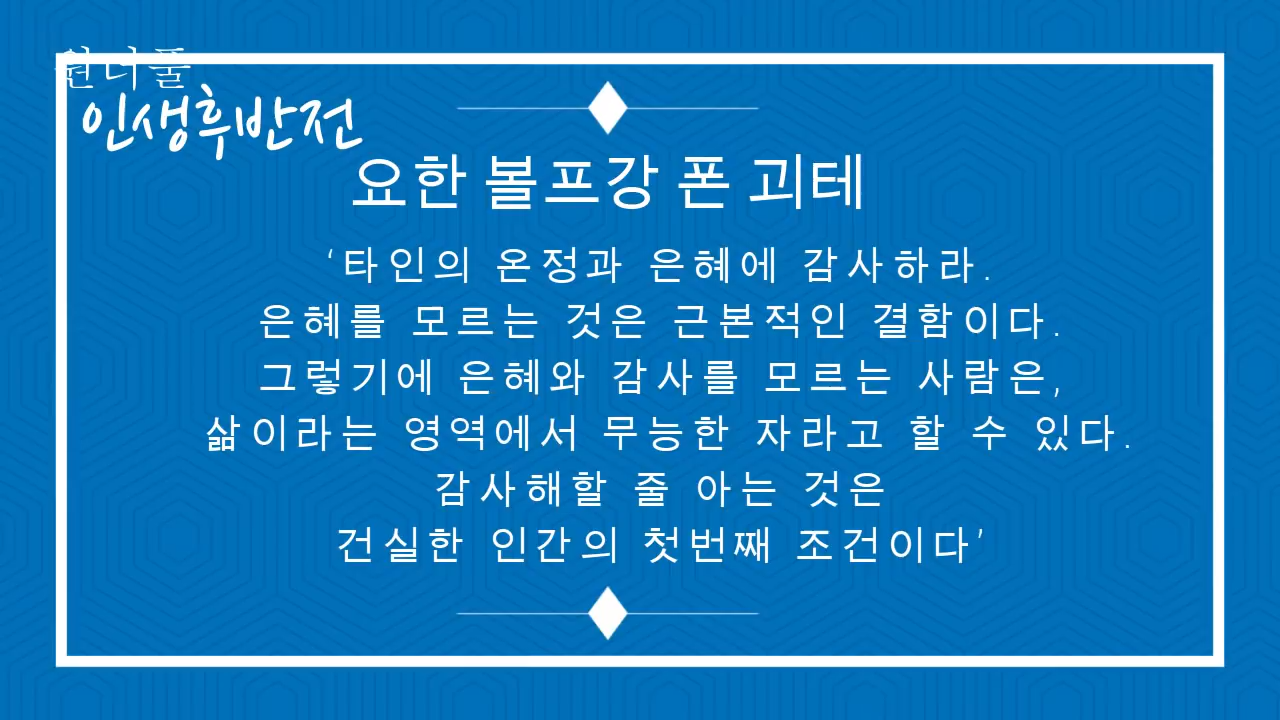 원더풀
인생후반전
요한 볼프강 폰 괴테
‘타인의 온정과 은혜에 감사하라.
은혜를 모르는 것은 근본적인 결함이다.
그렇기에 은혜와 감사를 모르는 사람은,
삶이라는 영역에서 무능한 자라고 할 수 있다.
감사해할 줄 아는 것은
건실한 인간의 첫번째 조건이다’